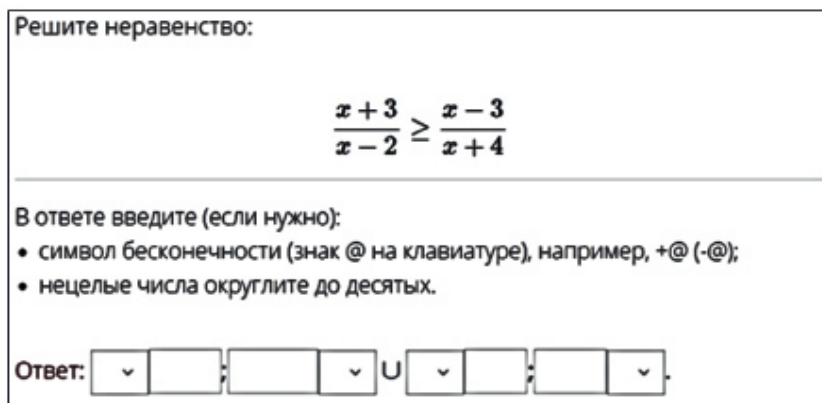 Решите неравенство:
x + 3 / x − 2 ≥ x − 3 / x + 4
В ответе введите (если нужно):
• символ бесконечности (знак @ на клавиатуре), например, +@ (-@);
• нецелые числа округлите до десятых.
Ответ: ; ∪ ; .